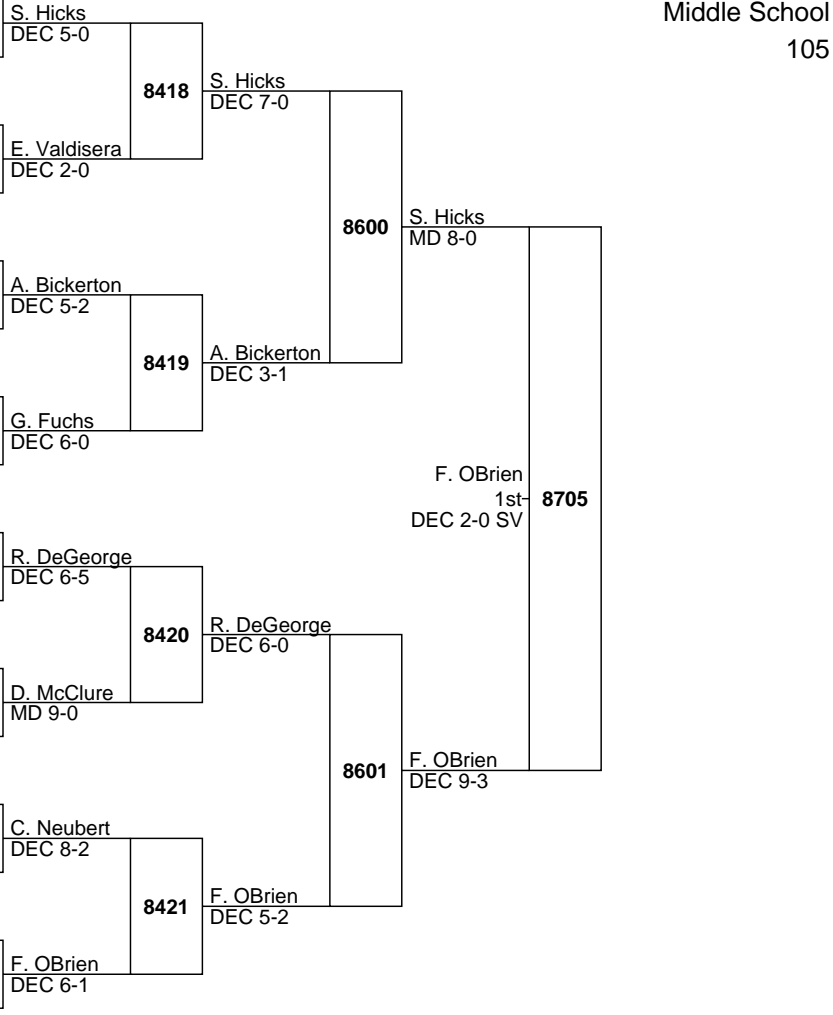 S. Hicks
DEC 5-0
Middle School
105
8418
S. Hicks
DEC 7-0
E. Valdisera
DEC 2-0
8600
S. Hicks
MD 8-0
A. Bickerton
DEC 5-2
8419
A. Bickerton
DEC 3-1
G. Fuchs
DEC 6-0
F. OBrien
1st
DEC 2-0 SV
8705
R. DeGeorge
DEC 6-5
8420
R. DeGeorge
DEC 6-0
D. McClure
MD 9-0
8601
F. OBrien
DEC 9-3
C. Neubert
DEC 8-2
8421
F. OBrien
DEC 5-2
F. OBrien
DEC 6-1